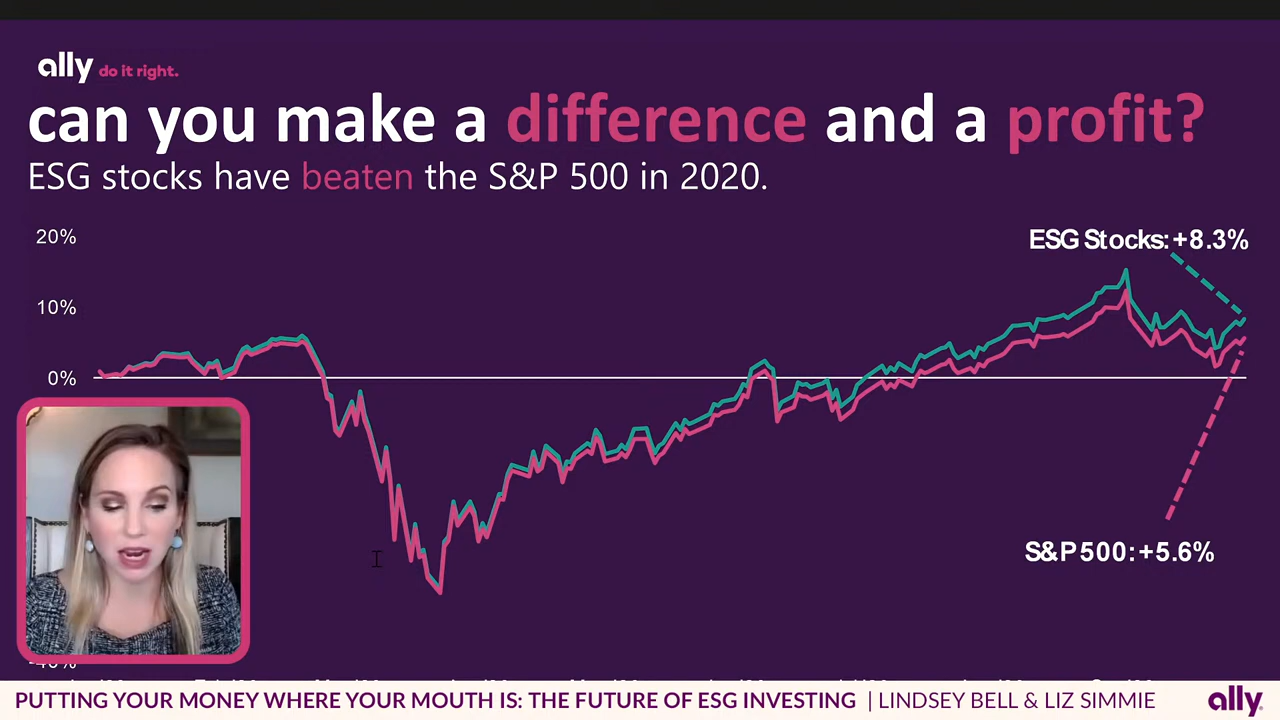 ally do it right.
can you make a difference and a profit?
ESG stocks have beaten the S&P 500 in 2020.
20%
ESG Stocks: +8.3%
10%
0%
S&P 500: +5.6%
PUTTING YOUR MONEY WHERE YOUR MOUTH IS: THE FUTURE OF ESG INVESTING | LINDSEY BELL & LIZ SIMMIE
ally